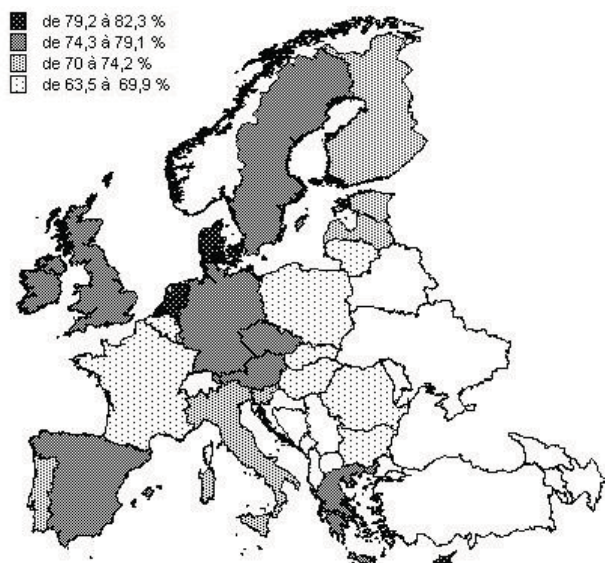 de 79,2 à 82,3 %
de 74,3 à 79,1 %
de 70 à 74,2 %
de 63,5 à 69,9 %